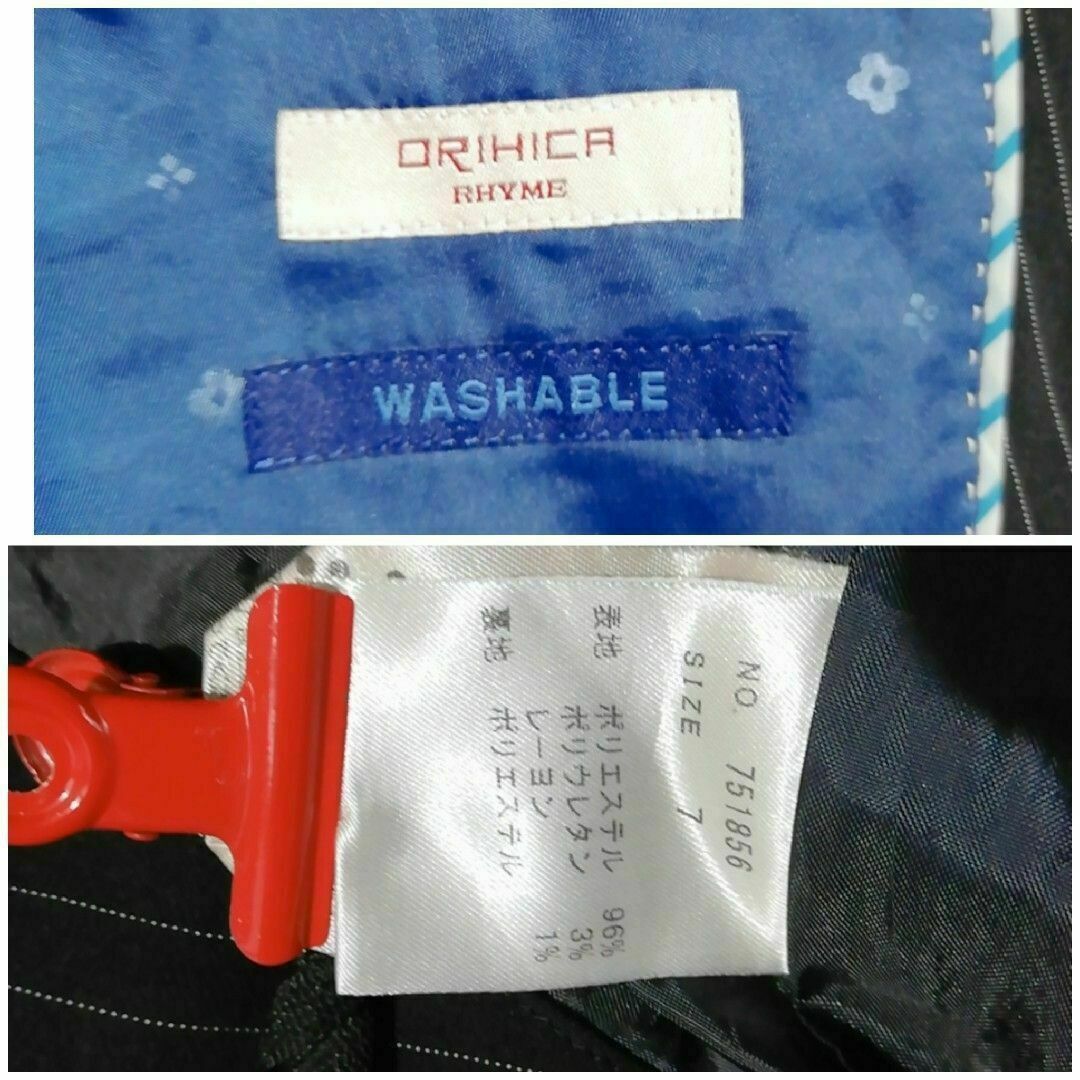 ORIHICA
RHYME
WASHABLE
NO. 751856
SIZE 7
表地 ポリエステル 96%
ポリウレタン 3%
レーヨン 1%
裏地 ポリエステル